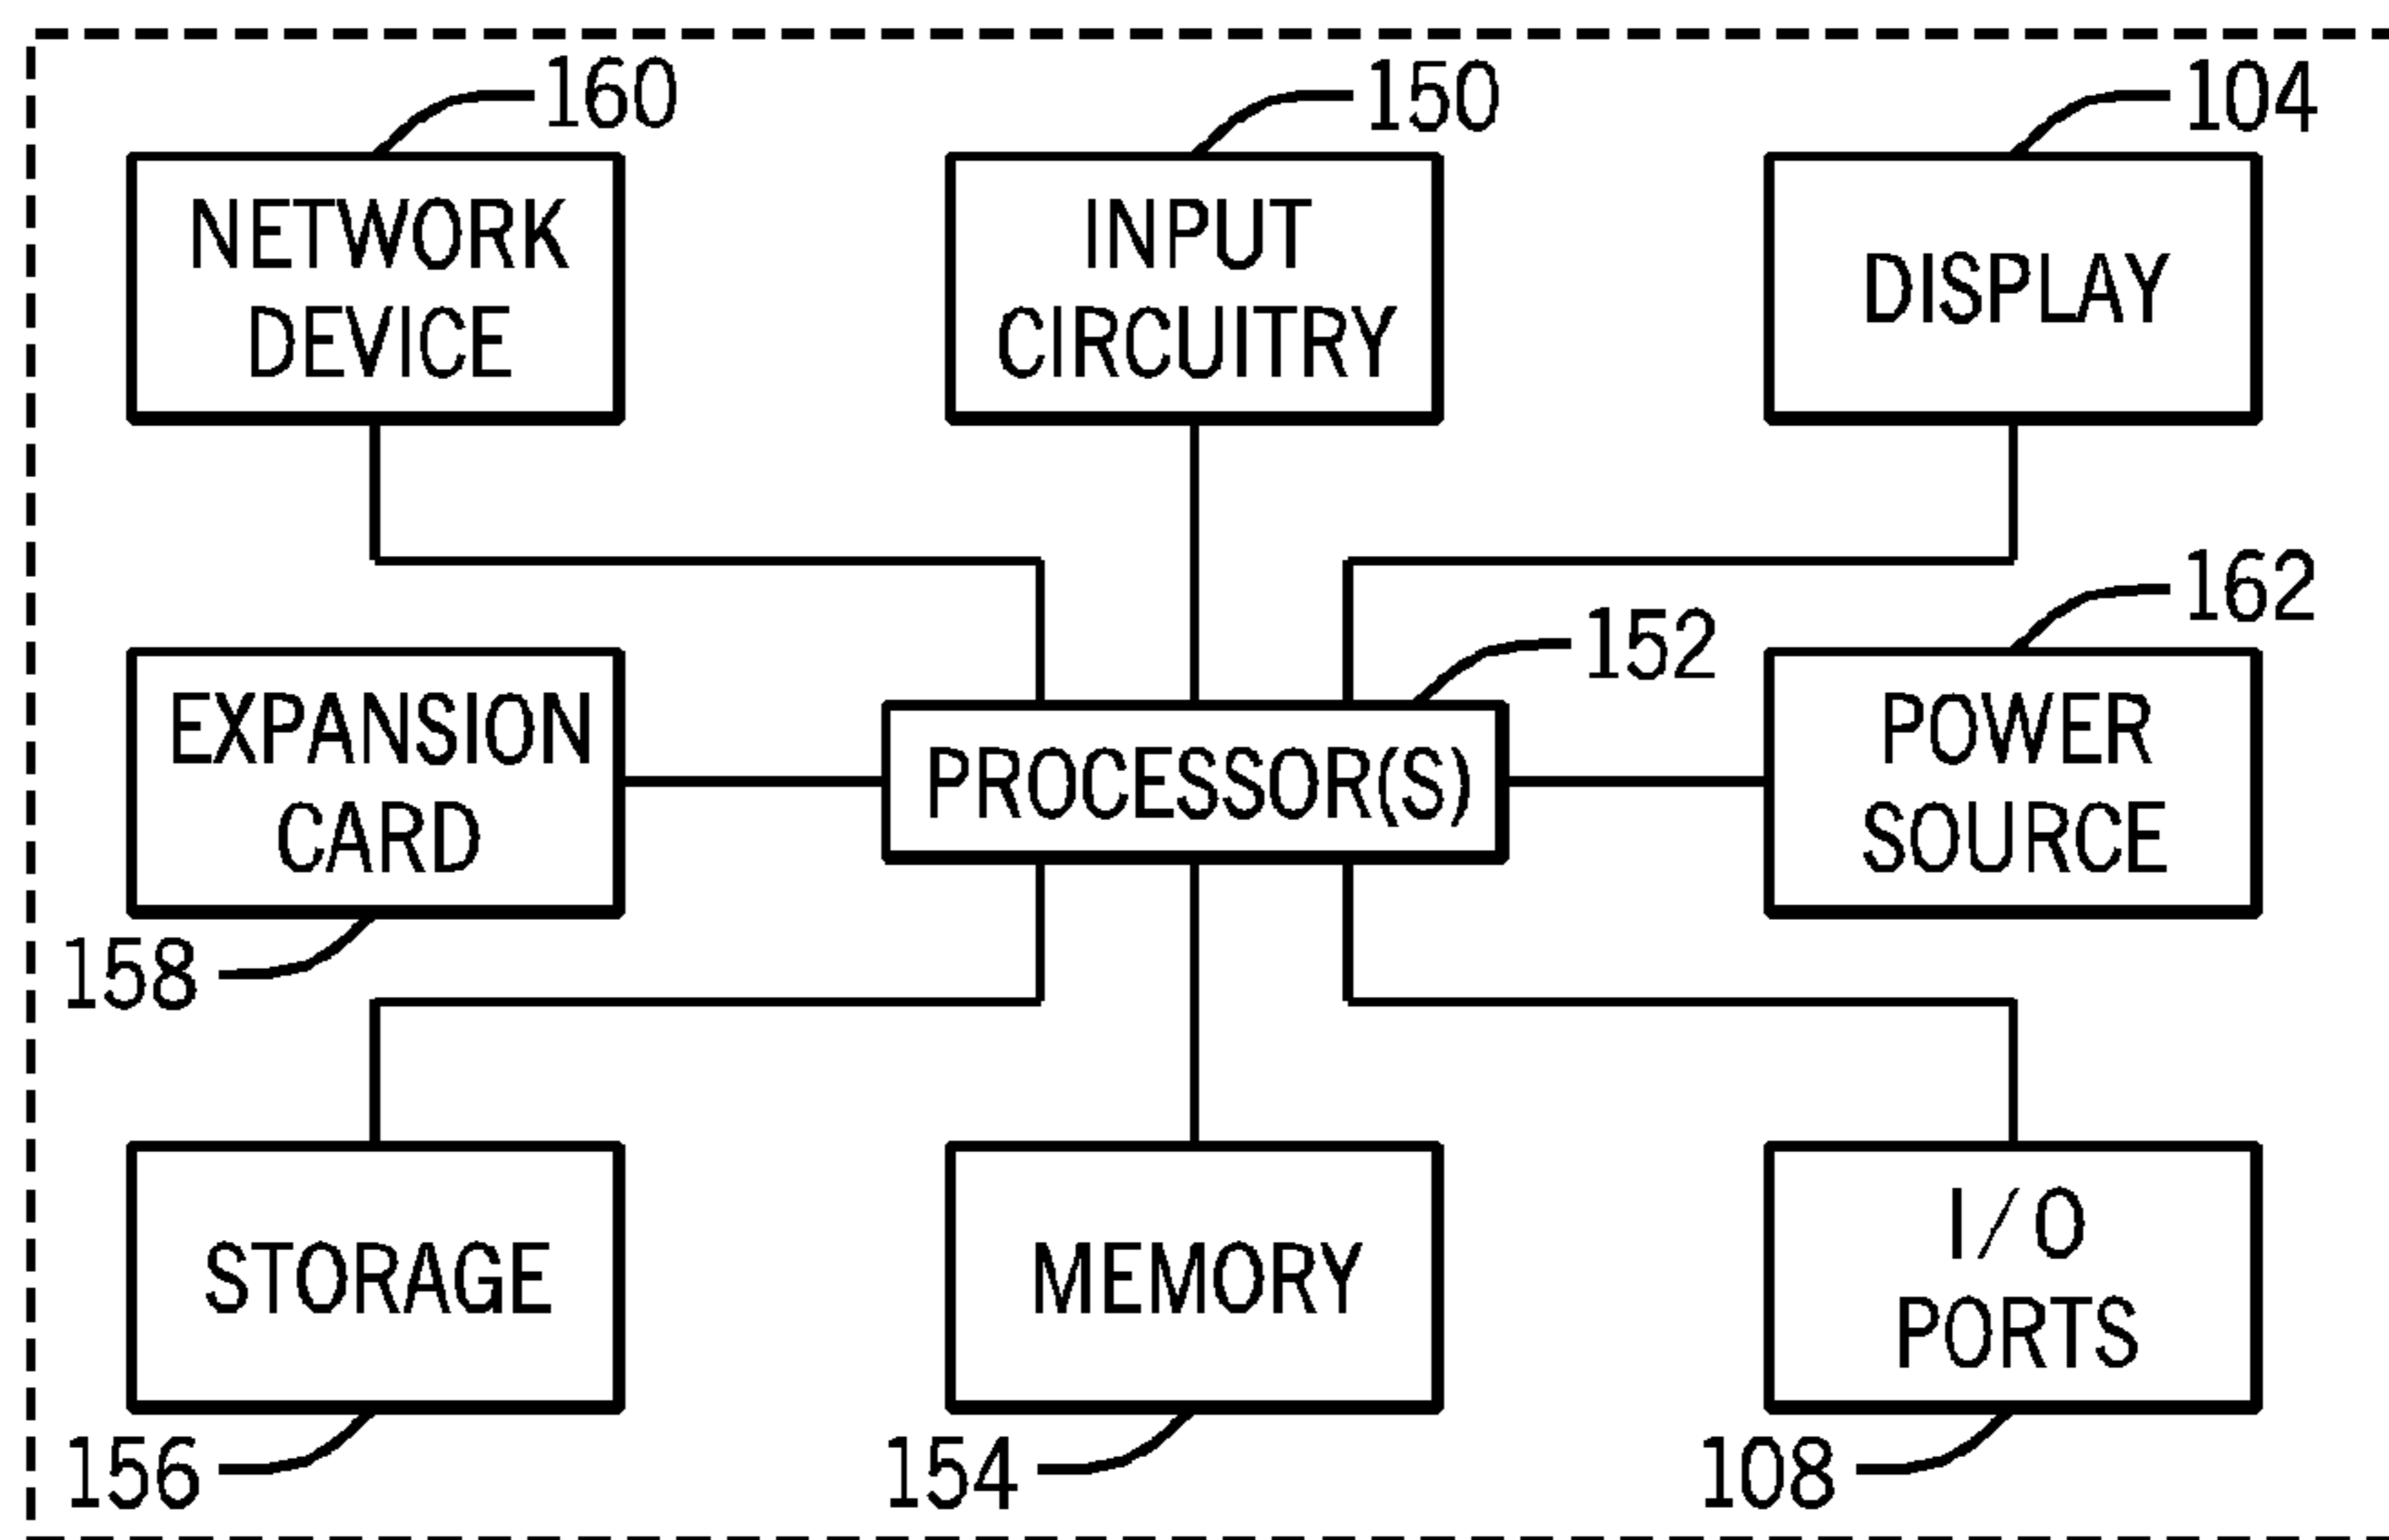 160
150
104
NETWORK
DEVICE
INPUT
CIRCUITRY
DISPLAY
162
152
EXPANSION
CARD
PROCESSOR(S)
POWER
SOURCE
158
STORAGE
MEMORY
I/O
PORTS
156
154
108